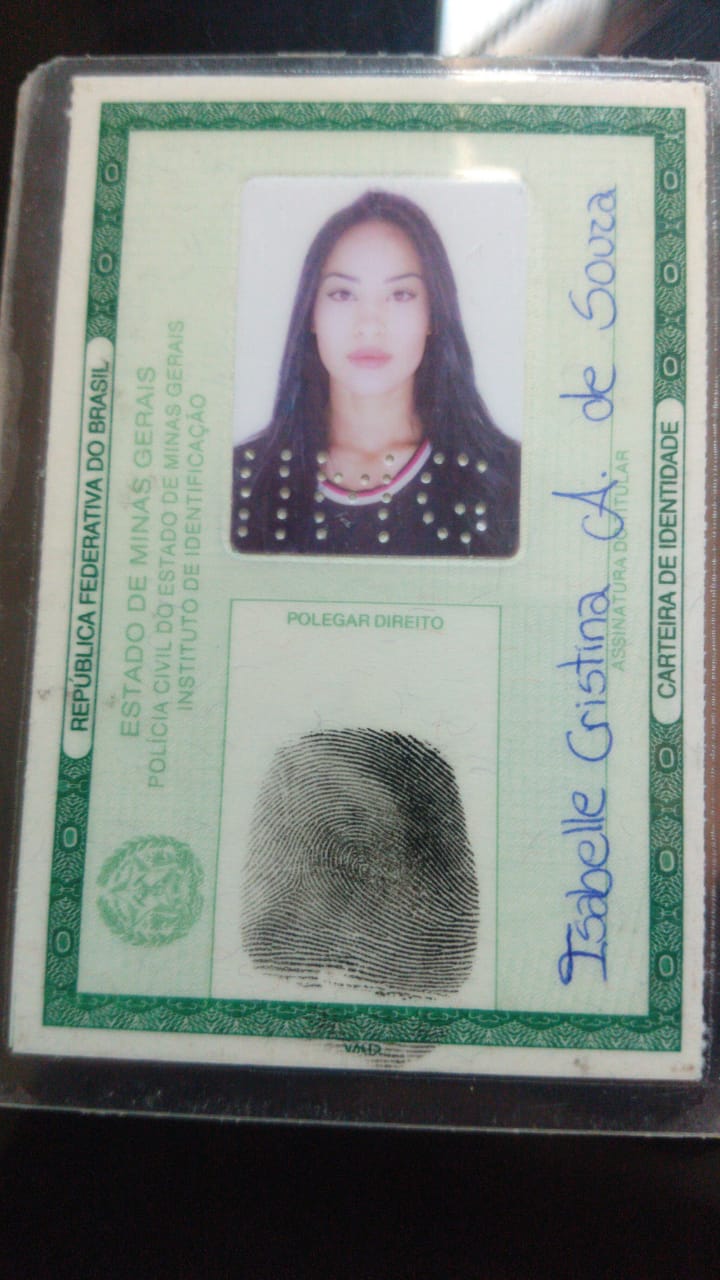 REPÚBLICA FEDERATIVA DO BRASIL
ESTADO DE MINAS GERAIS
POLÍCIA CIVIL DO ESTADO DE MINAS GERAIS
INSTITUTO DE IDENTIFICAÇÃO
POLEGAR DIREITO
Isabelle Cristina A. de Souza
ASSINATURA DO TITULAR
CARTEIRA DE IDENTIDADE